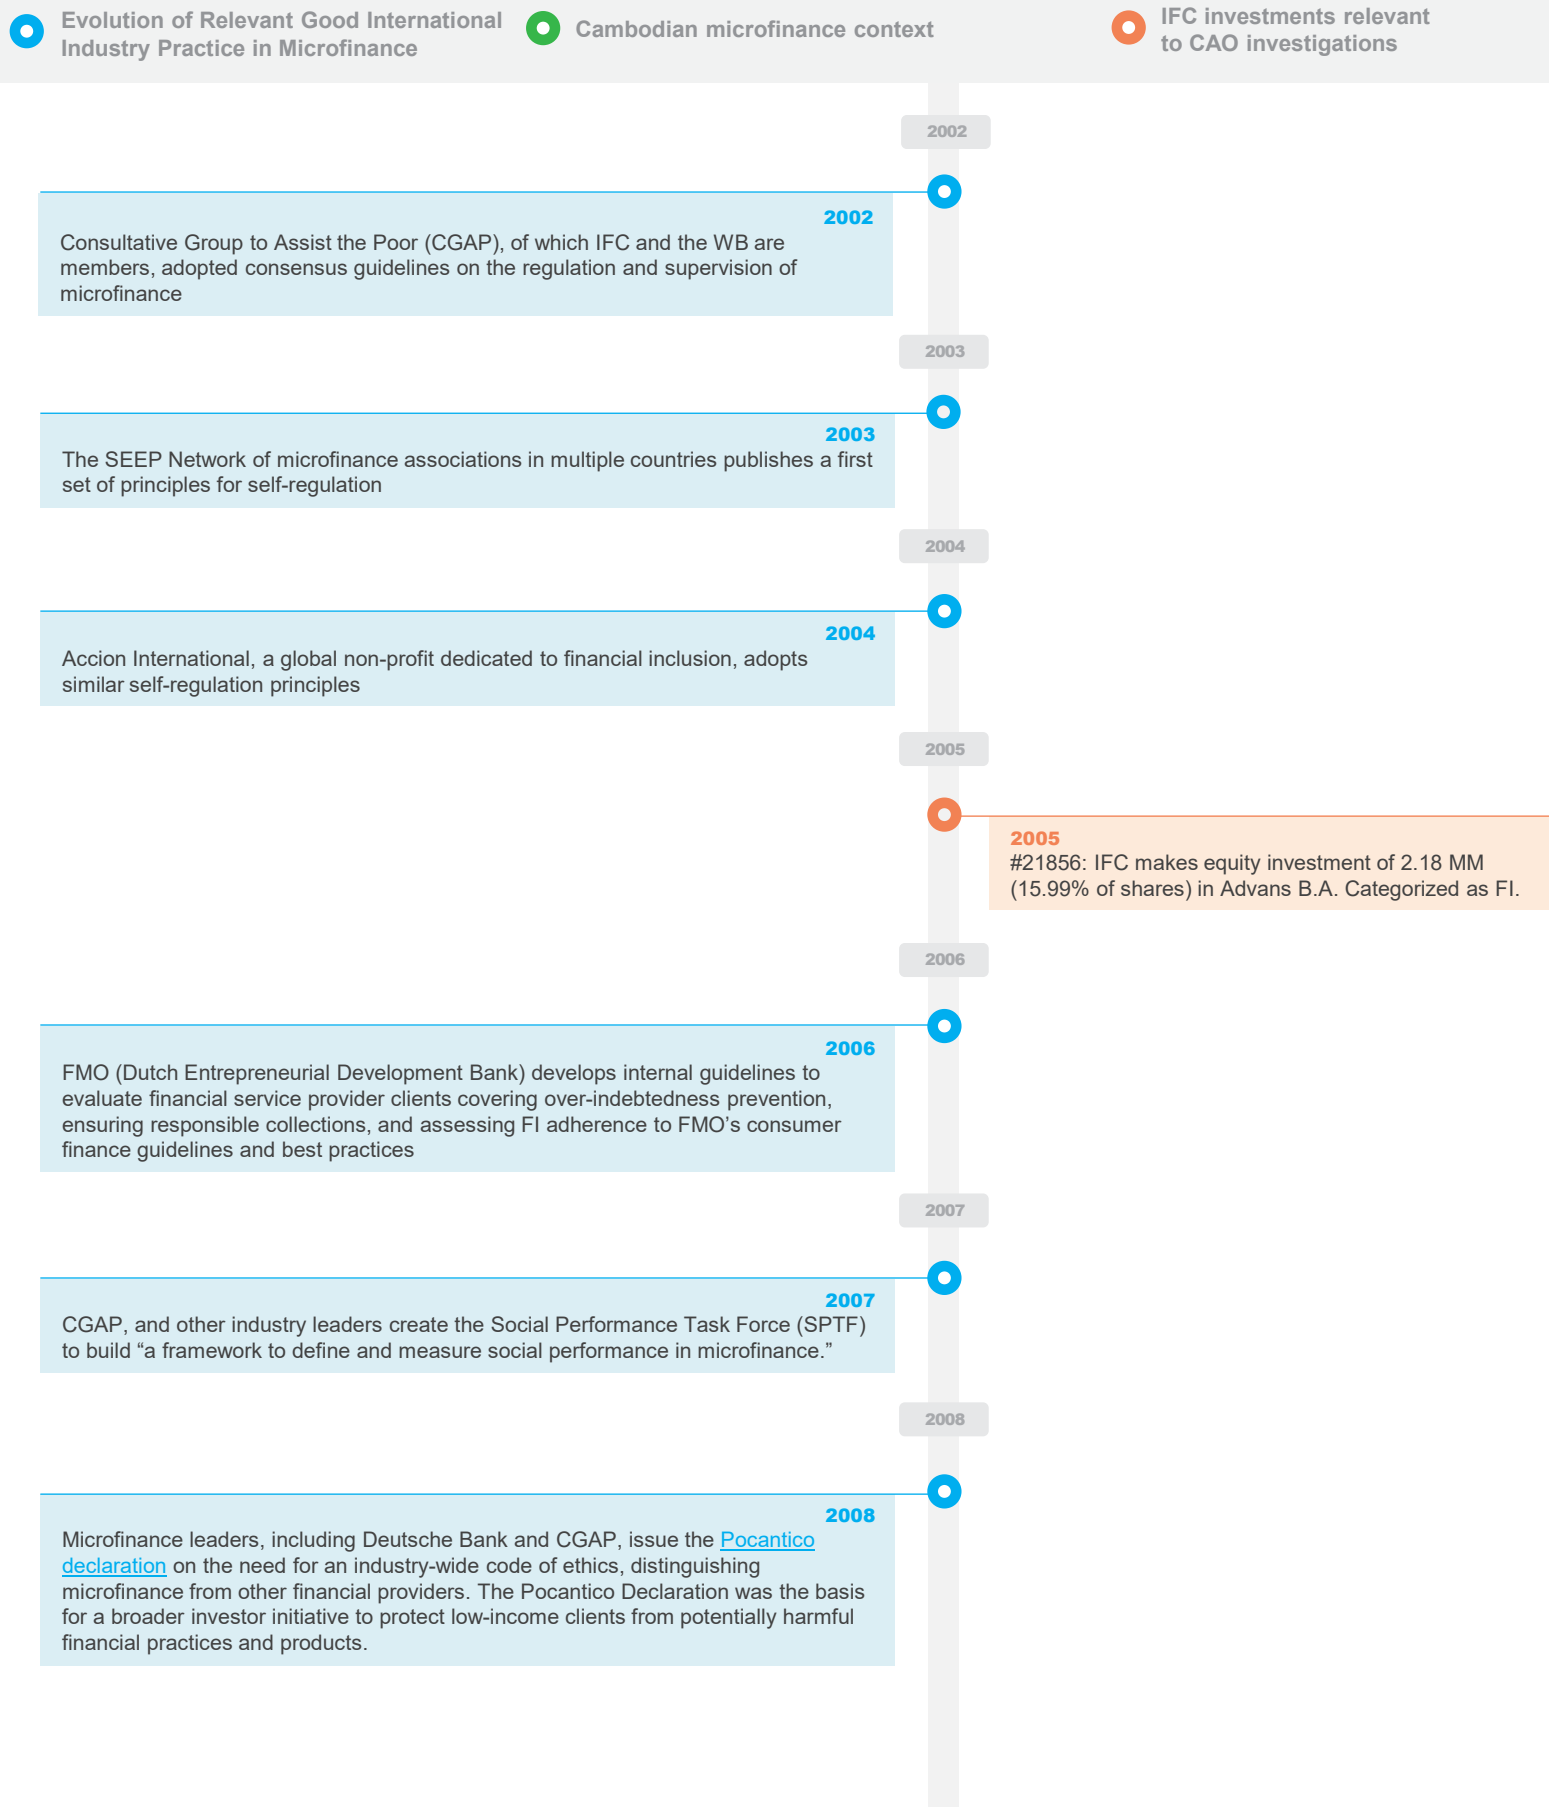 Evolution of Relevant Good International
Industry Practice in Microfinance
Cambodian microfinance context
IFC investments relevant
to CAO investigations
2002
2002
Consultative Group to Assist the Poor (CGAP), of which IFC and the WB are
members, adopted consensus guidelines on the regulation and supervision of
microfinance
2003
2003
The SEEP Network of microfinance associations in multiple countries publishes a first
set of principles for self-regulation
2004
2004
Accion International, a global non-profit dedicated to financial inclusion, adopts
similar self-regulation principles
2005
2005
#21856: IFC makes equity investment of 2.18 MM
(15.99% of shares) in Advans B.A. Categorized as FI.
2006
2006
FMO (Dutch Entrepreneurial Development Bank) develops internal guidelines to
evaluate financial service provider clients covering over-indebtedness prevention,
ensuring responsible collections, and assessing FI adherence to FMO’s consumer
finance guidelines and best practices
2007
2007
CGAP, and other industry leaders create the Social Performance Task Force (SPTF)
to build “a framework to define and measure social performance in microfinance.”
2008
2008
Microfinance leaders, including Deutsche Bank and CGAP, issue the Pocantico
declaration on the need for an industry-wide code of ethics, distinguishing
microfinance from other financial providers. The Pocantico Declaration was the basis
for a broader investor initiative to protect low-income clients from potentially harmful
financial practices and products.